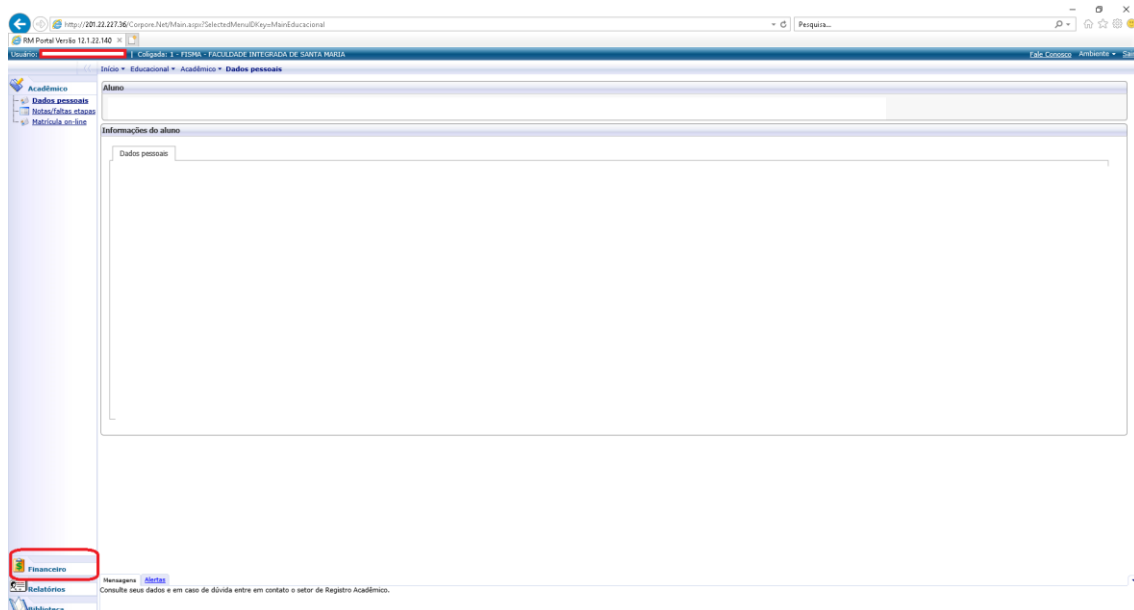 http://201.22.227.36/Corpore.Net/Main.aspx?SelectedMenuIDKey=MainEducacional
Pesquisa...
RM Portal Versão 12.1.22.140
Usuário:
| Coligada: 1 - FISMA - FACULDADE INTEGRADA DE SANTA MARIA
Fale Conosco Ambiente
Início Educacional Acadêmico Dados pessoais
Acadêmico
Dados pessoais
Notas/faltas etapas
Matrícula on-line
Aluno
Informações do aluno
Dados pessoais
Financeiro
Relatórios
Biblioteca
Mensagens Alertas
Consulte seus dados e em caso de dúvida entre em contato o setor de Registro Acadêmico.